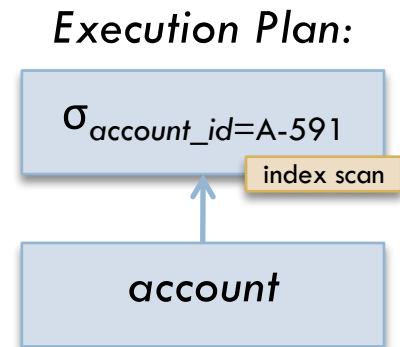 Execution Plan:
σaccount_id=A-591
index scan
account